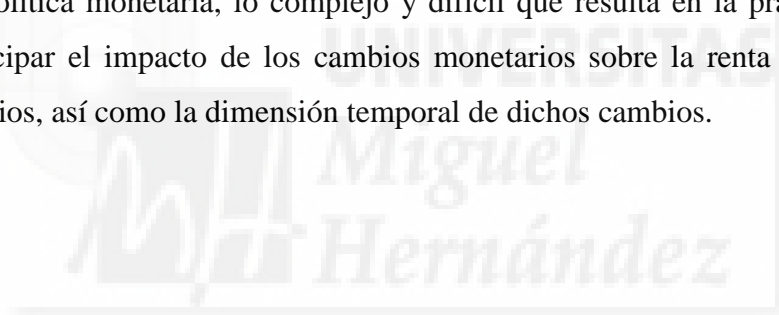 olítica monetaria, lo complejo y difícil que resulta en la prá
cipar el impacto de los cambios monetarios sobre la renta
ios, así como la dimensión temporal de dichos cambios.
UNIVERSITAS
Miguel
Hernández